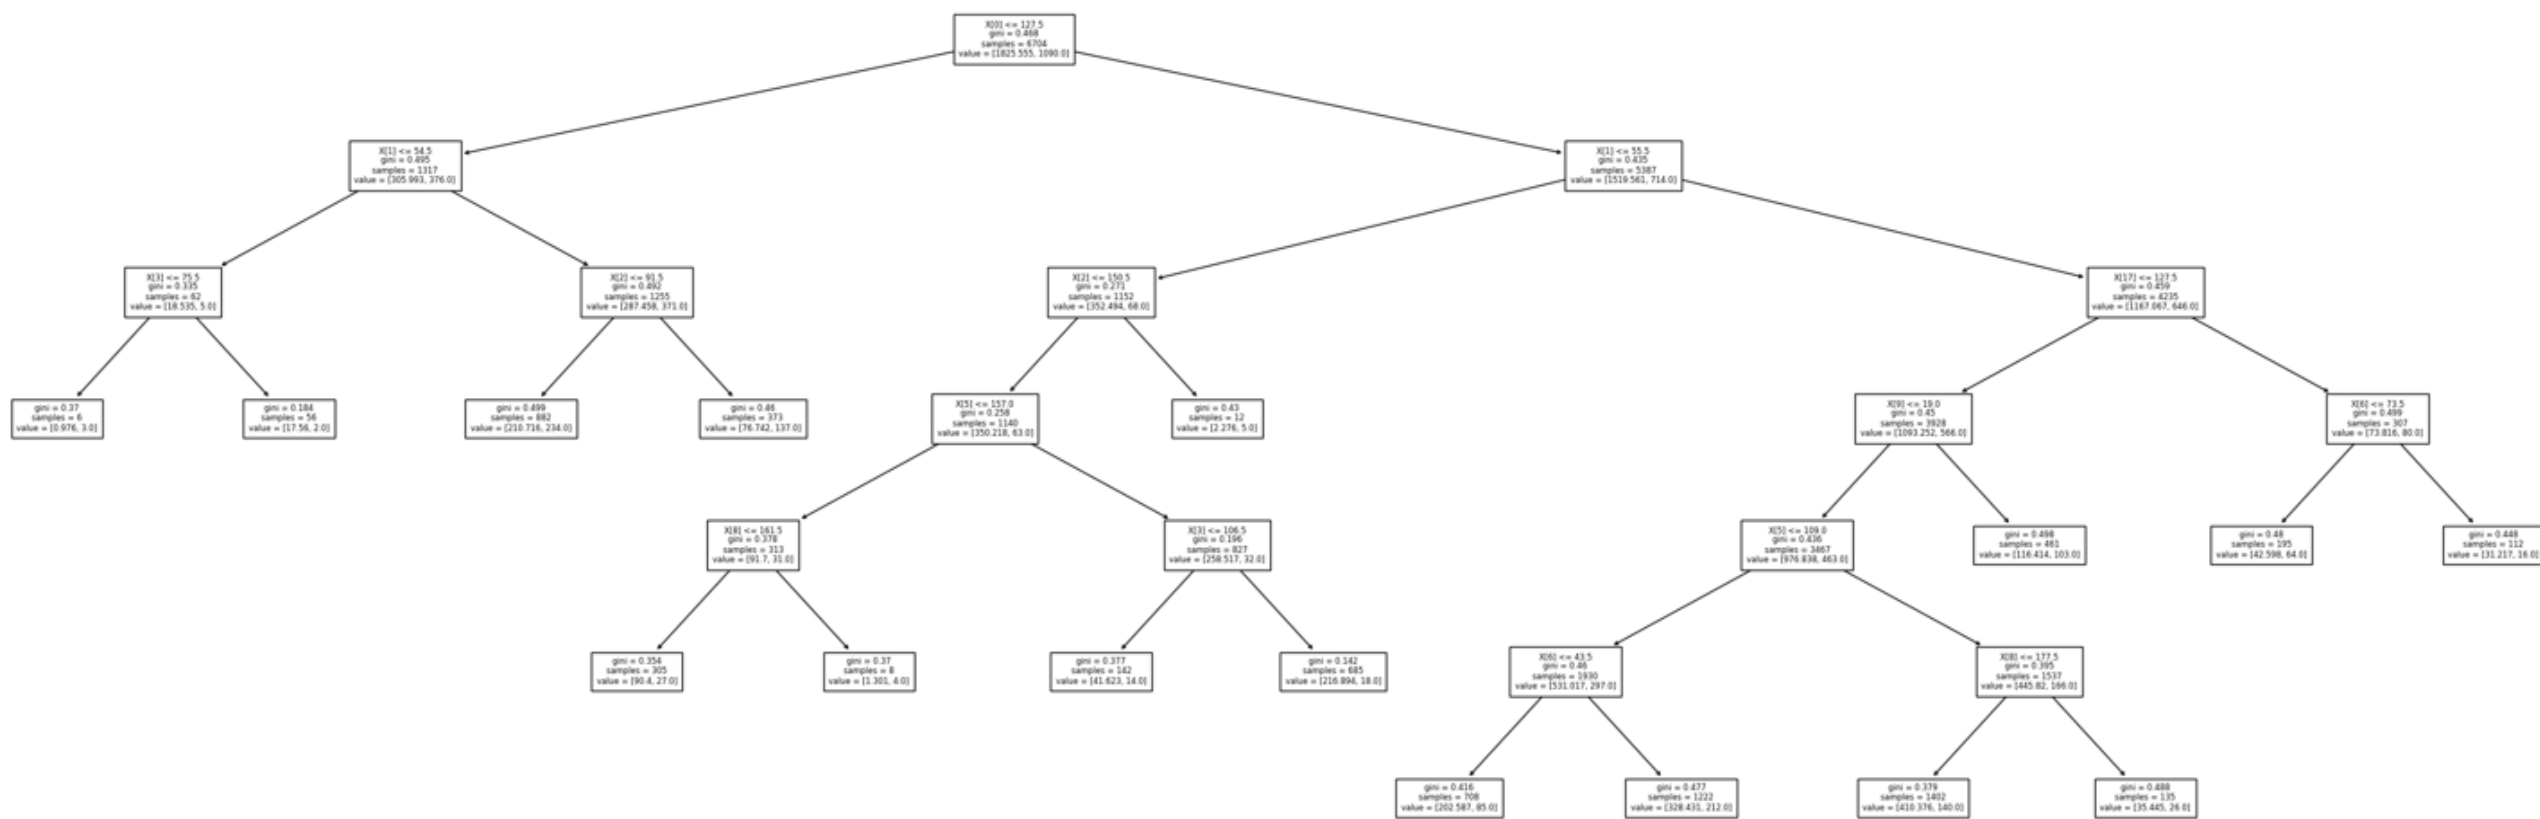 X[0] <= 127.5
gini = 0.468
samples = 6704
value = [1825.555, 1090.0]
X[1] <= 54.5
gini = 0.495
samples = 1317
value = [305.993, 376.0]
X[1] <= 55.5
gini = 0.435
samples = 5387
value = [1519.561, 714.0]
X[3] <= 75.5
gini = 0.335
samples = 62
value = [18.535, 5.0]
X[2] <= 91.5
gini = 0.492
samples = 1255
value = [287.458, 371.0]
X[2] <= 150.5
gini = 0.271
samples = 1152
value = [352.494, 68.0]
X[17] <= 127.5
gini = 0.459
samples = 4235
value = [1167.067, 646.0]
gini = 0.37
samples = 6
value = [0.976, 3.0]
gini = 0.184
samples = 56
value = [17.56, 2.0]
gini = 0.499
samples = 882
value = [210.716, 234.0]
gini = 0.46
samples = 373
value = [76.742, 137.0]
X[5] <= 157.0
gini = 0.258
samples = 1140
value = [350.218, 63.0]
gini = 0.43
samples = 12
value = [2.276, 5.0]
X[9] <= 19.0
gini = 0.45
samples = 3928
value = [1093.252, 566.0]
X[6] <= 73.5
gini = 0.499
samples = 307
value = [73.816, 80.0]
X[8] <= 161.5
gini = 0.378
samples = 313
value = [91.7, 31.0]
X[3] <= 106.5
gini = 0.196
samples = 827
value = [258.517, 32.0]
X[5] <= 109.0
gini = 0.436
samples = 3467
value = [976.838, 463.0]
gini = 0.498
samples = 461
value = [116.414, 103.0]
gini = 0.48
samples = 195
value = [42.598, 64.0]
gini = 0.448
samples = 112
value = [31.217, 16.0]
gini = 0.354
samples = 305
value = [90.4, 27.0]
gini = 0.37
samples = 8
value = [1.301, 4.0]
gini = 0.377
samples = 142
value = [41.623, 14.0]
gini = 0.142
samples = 685
value = [216.894, 18.0]
X[6] <= 43.5
gini = 0.46
samples = 1930
value = [531.017, 297.0]
X[8] <= 177.5
gini = 0.395
samples = 1537
value = [445.82, 166.0]
gini = 0.416
samples = 708
value = [202.587, 85.0]
gini = 0.477
samples = 1222
value = [328.431, 212.0]
gini = 0.379
samples = 1402
value = [410.376, 140.0]
gini = 0.488
samples = 135
value = [35.445, 26.0]